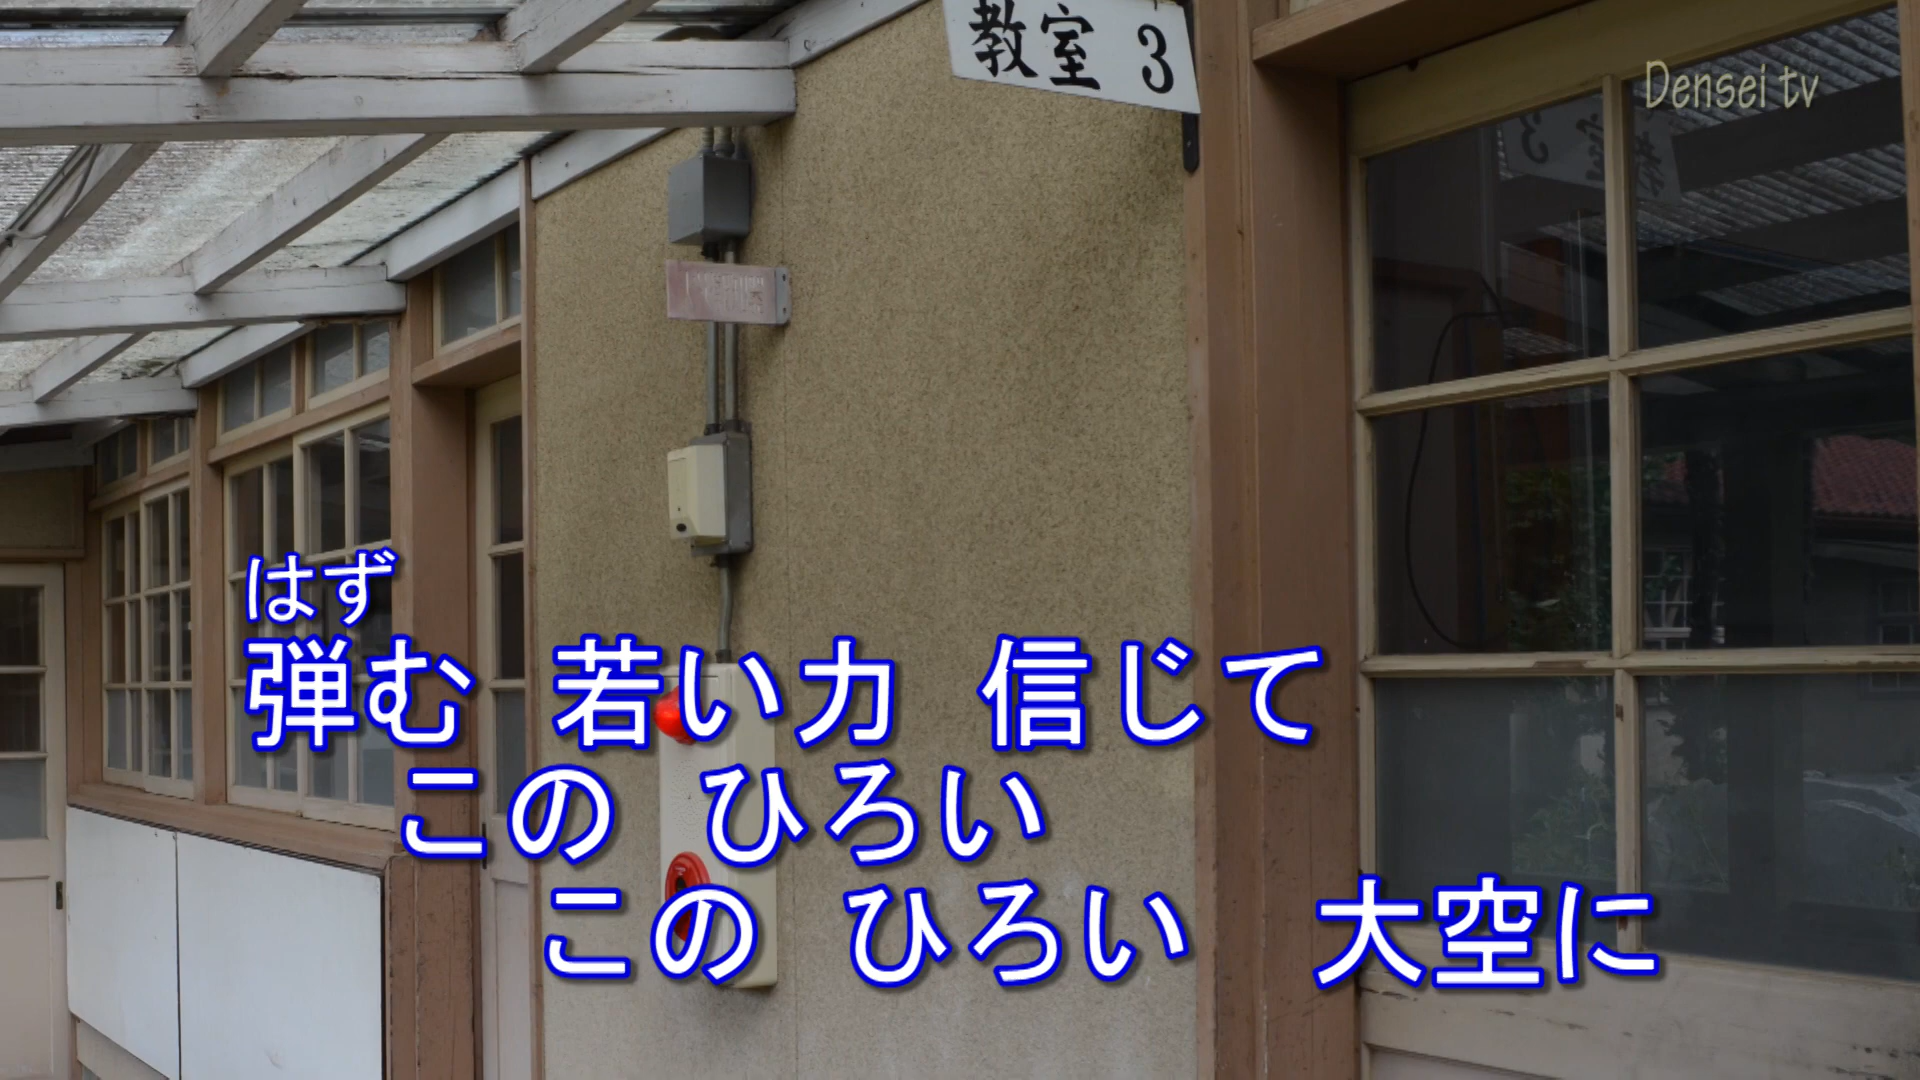 教室 3
Densei tv
はず
弾む 若い力 信じて
この ひろい
この ひろい 大空に